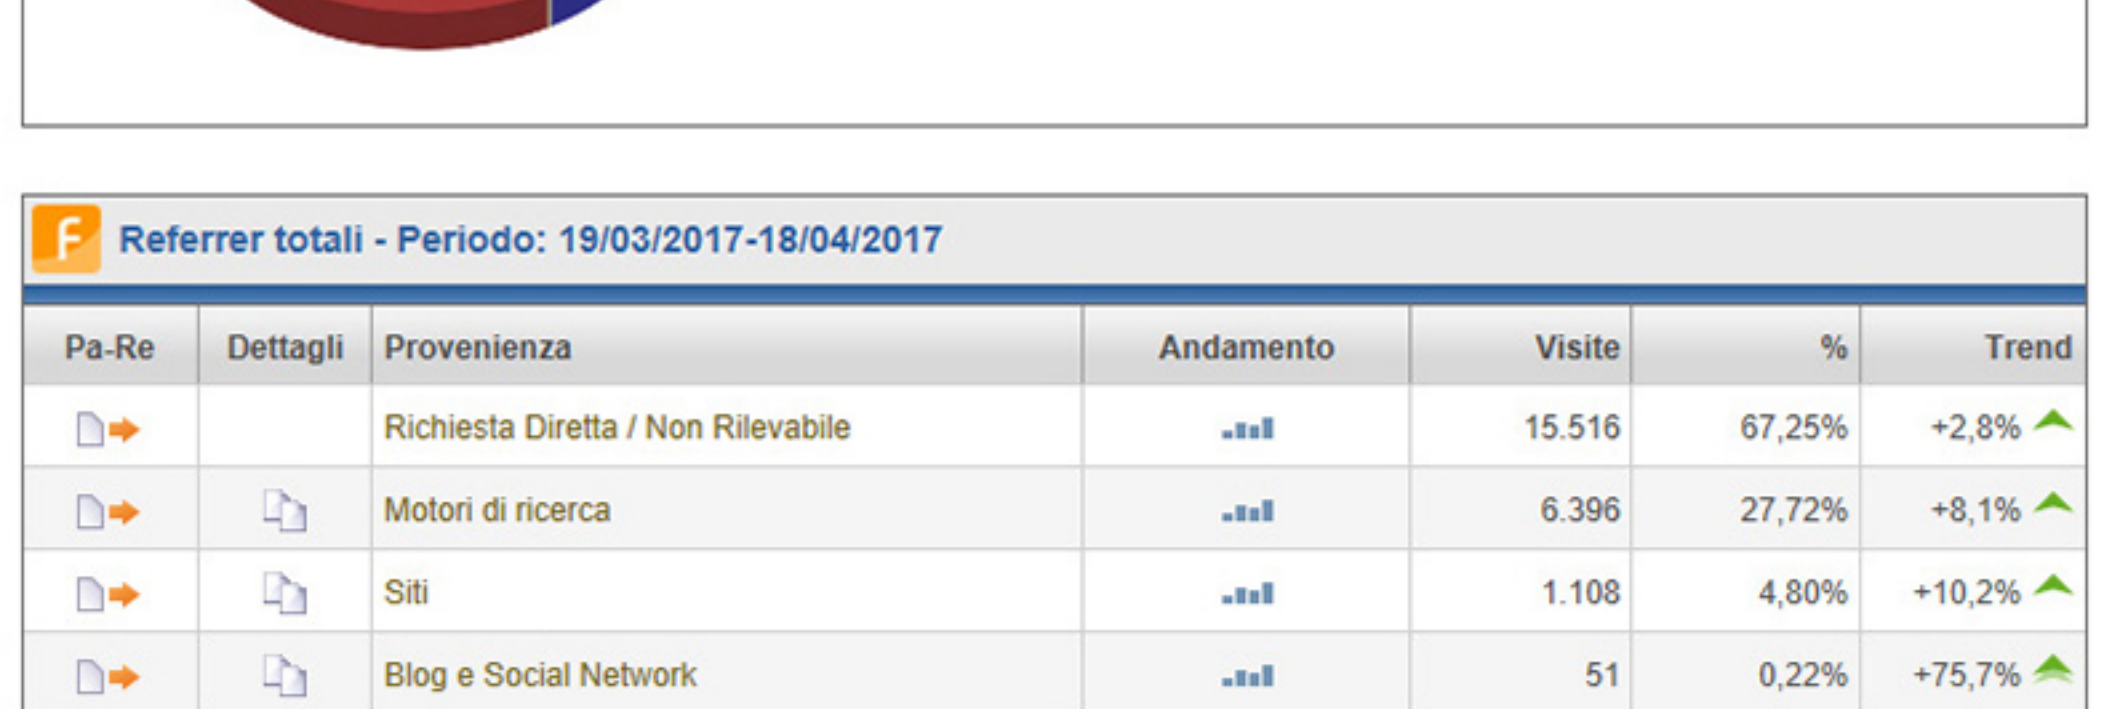 Referrer totali - Periodo: 19/03/2017-18/04/2017
Pa-Re Dettagli Provenienza Andamento Visite % Trend
Richiesta Diretta / Non Rilevabile 15.516 67,25% +2,8%
Motori di ricerca 6.396 27,72% +8,1%
Siti 1.108 4,80% +10,2%
Blog e Social Network 51 0,22% +75,7%